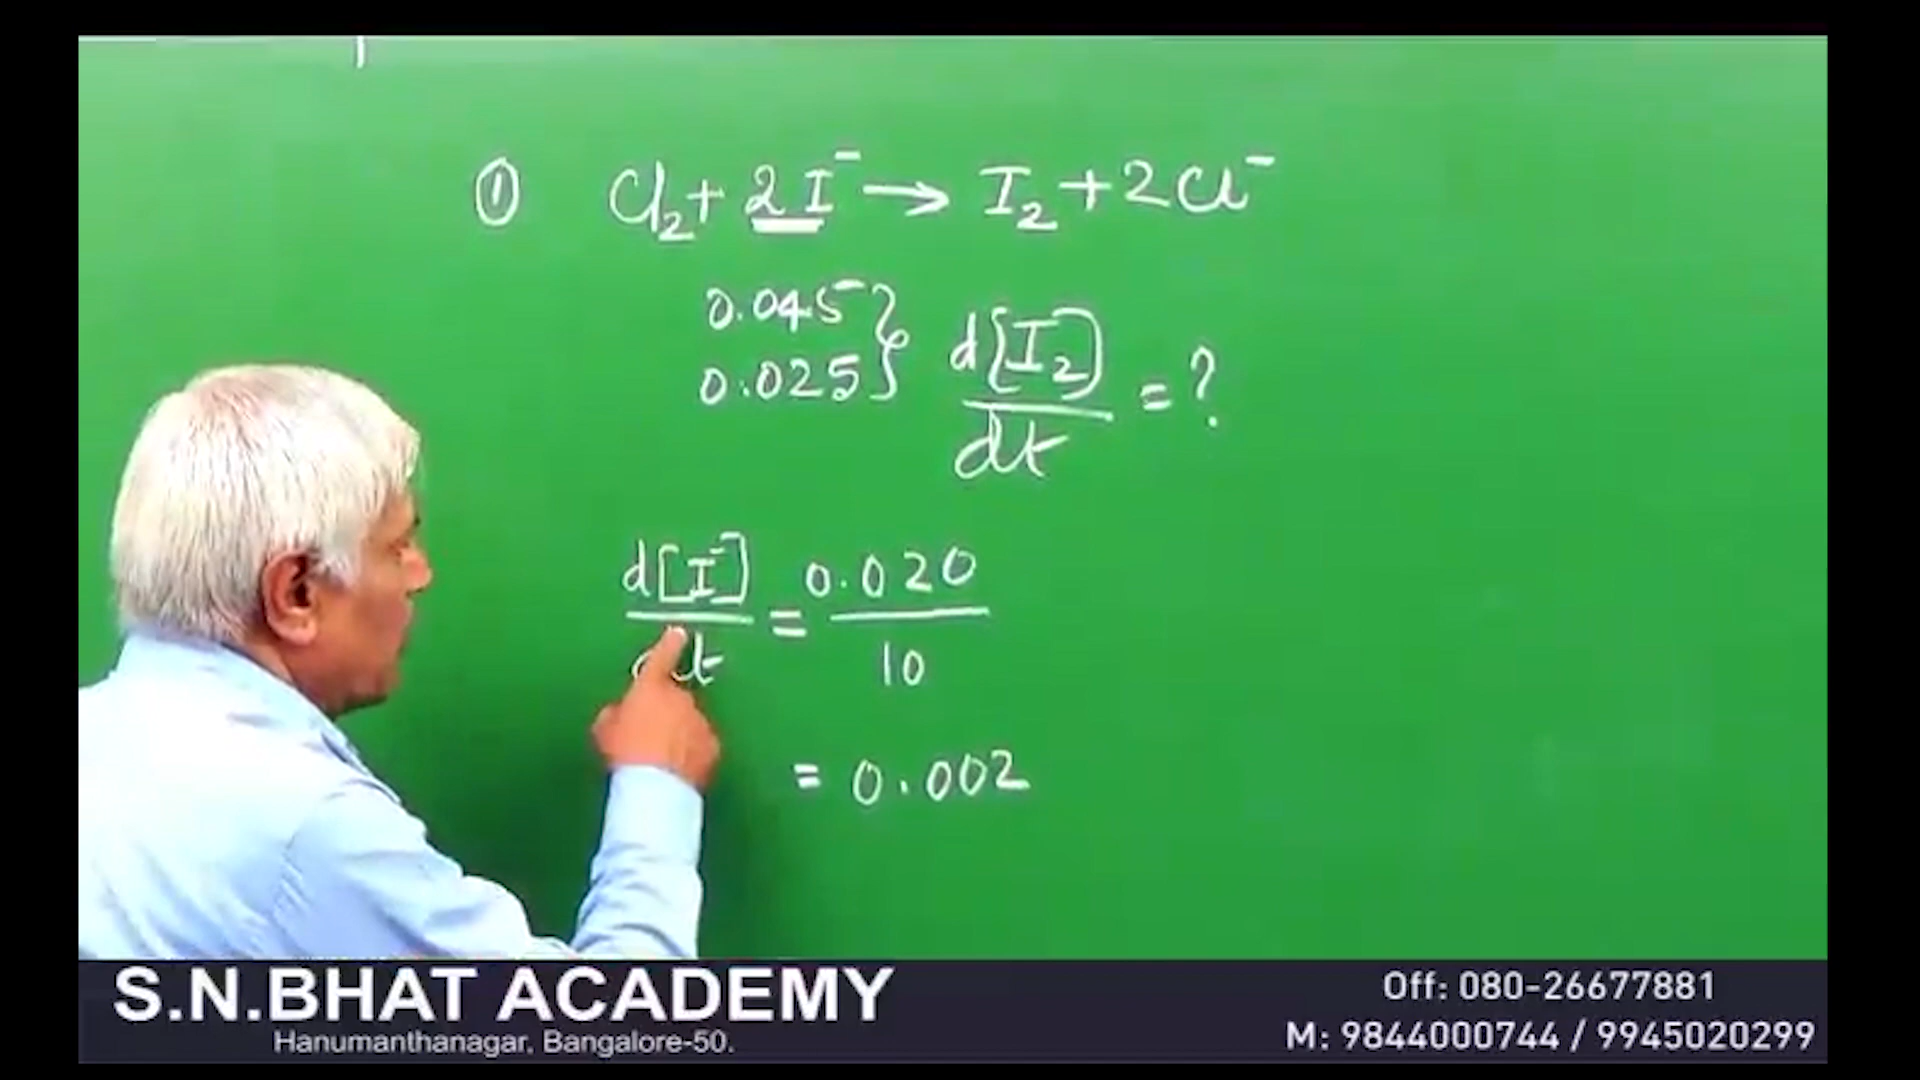 ① Cl₂ + 2I⁻ → I₂ + 2Cl⁻
0.045
0.025 } d[I₂]/dt = ?
d[I⁻]/dt = 0.020/10
= 0.002
S.N.BHAT ACADEMY
Hanumanthanagar, Bangalore-50.
Off: 080-26677881
M: 9844000744 / 9945020299